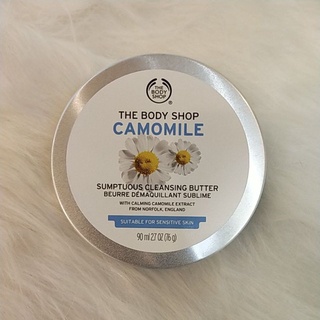 THE
BODY
SHOP
®
THE BODY SHOP
CAMOMILE
SUMPTUOUS CLEANSING BUTTER
BEURRE DÉMAQUILLANT SUBLIME
WITH CALMING CAMOMILE EXTRACT
FROM NORFOLK, ENGLAND
SUITABLE FOR SENSITIVE SKIN
90 ml 2.7 OZ (76 g)